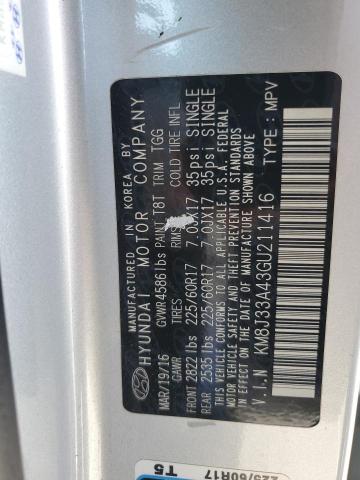 MANUFACTURED IN KOREA BY
HYUNDAI MOTOR COMPANY
MAR/19/16 GVWR 4586 lbs PAINT T8T TRIM TGG
GAWR TIRES RIMS COLD TIRE INFL
FRONT 2822 lbs 225/60R17 7.0JX17 35psi SINGLE
REAR 2535 lbs 225/60R17 7.0JX17 35psi SINGLE
THIS VEHICLE CONFORMS TO ALL APPLICABLE U.S.A. FEDERAL
MOTOR VEHICLE SAFETY STANDARDS IN EFFECT ON THE DATE OF MANUFACTURE SHOWN ABOVE
V.I.N KM8J33A43GU211416 TYPE: MPV
225/60R17
T5